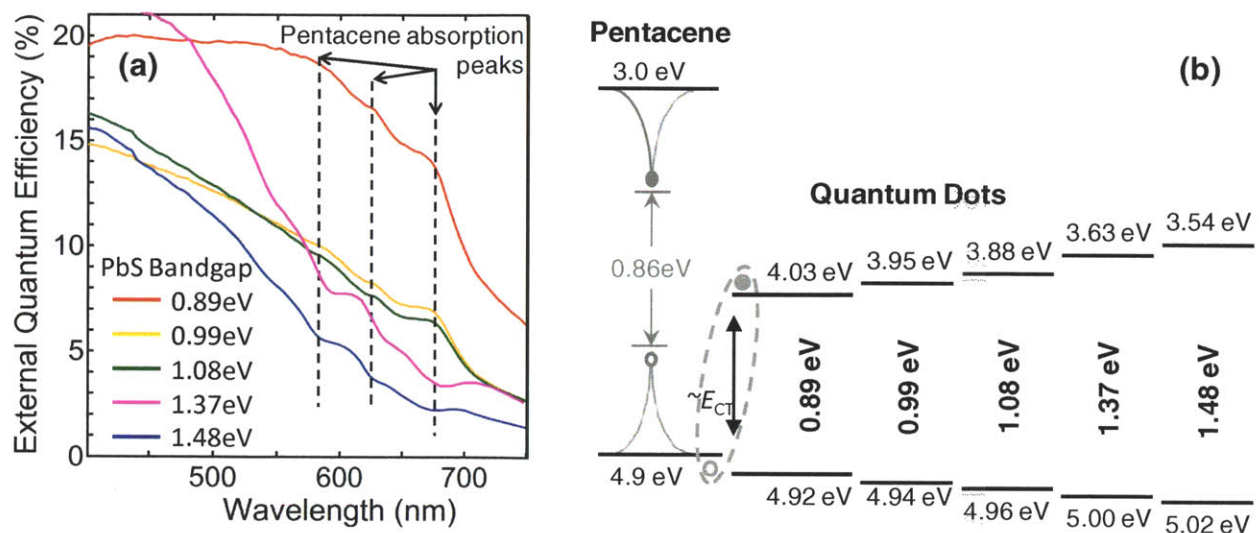 (a)
Pentacene absorption
peaks
External Quantum Efficiency (%)
20
15
10
5
0
PbS Bandgap
0.89eV
0.99eV
1.08eV
1.37eV
1.48eV
500
600
700
Wavelength (nm)
(b)
Pentacene
3.0 eV
0.86eV
4.9 eV
~E_CT
Quantum Dots
4.03 eV
3.95 eV
3.88 eV
3.63 eV
3.54 eV
0.89 eV
0.99 eV
1.08 eV
1.37 eV
1.48 eV
4.92 eV
4.94 eV
4.96 eV
5.00 eV
5.02 eV